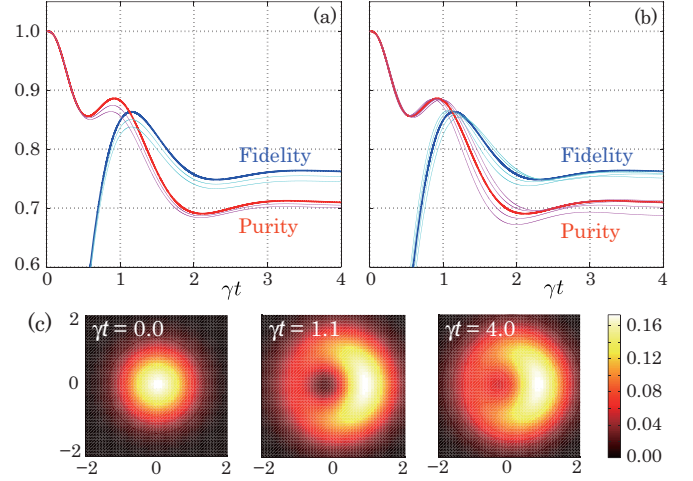 (a)
(b)
1.0
0.9
0.8
0.7
0.6
Fidelity
Purity
Fidelity
Purity
0 1 2 3 4
γt
0 1 2 3 4
γt
(c)
2
0
−2
γt = 0.0
γt = 1.1
γt = 4.0
−2 0 2
−2 0 2
−2 0 2
0.16
0.12
0.08
0.04
0.00